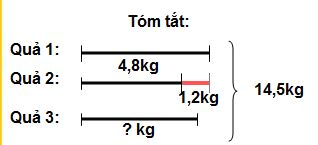 Tóm tắt:
Quả 1:
4,8kg
Quả 2:
1,2kg
14,5kg
Quả 3:
? kg